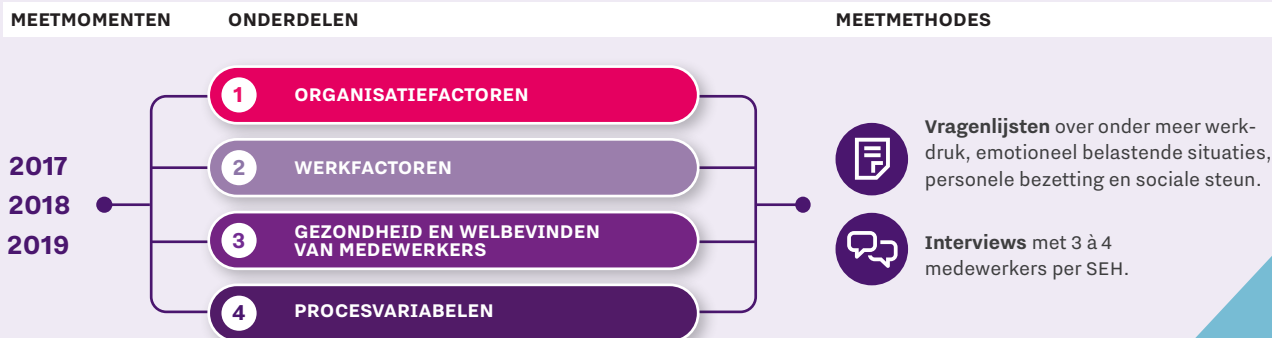 MEETMOMENTEN
ONDERDELEN
MEETMETHODES
2017
2018
2019
1 ORGANISATIEFACTOREN
2 WERKFACTOREN
3 GEZONDHEID EN WELBEVINDEN
VAN MEDEWERKERS
4 PROCESVARIABELEN
Vragenlijsten over onder meer werk-
druk, emotioneel belastende situaties,
personele bezetting en sociale steun.
Interviews met 3 à 4
medewerkers per SEH.